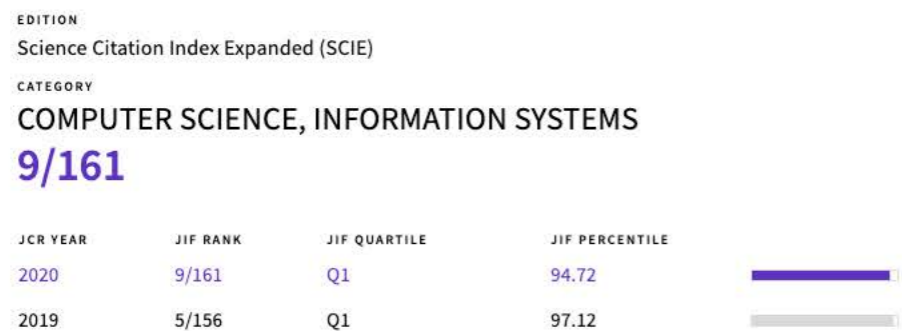 EDITION
Science Citation Index Expanded (SCIE)
CATEGORY
COMPUTER SCIENCE, INFORMATION SYSTEMS
9/161
JCR YEAR JIF RANK JIF QUARTILE JIF PERCENTILE
2020 9/161 Q1 94.72
2019 5/156 Q1 97.12